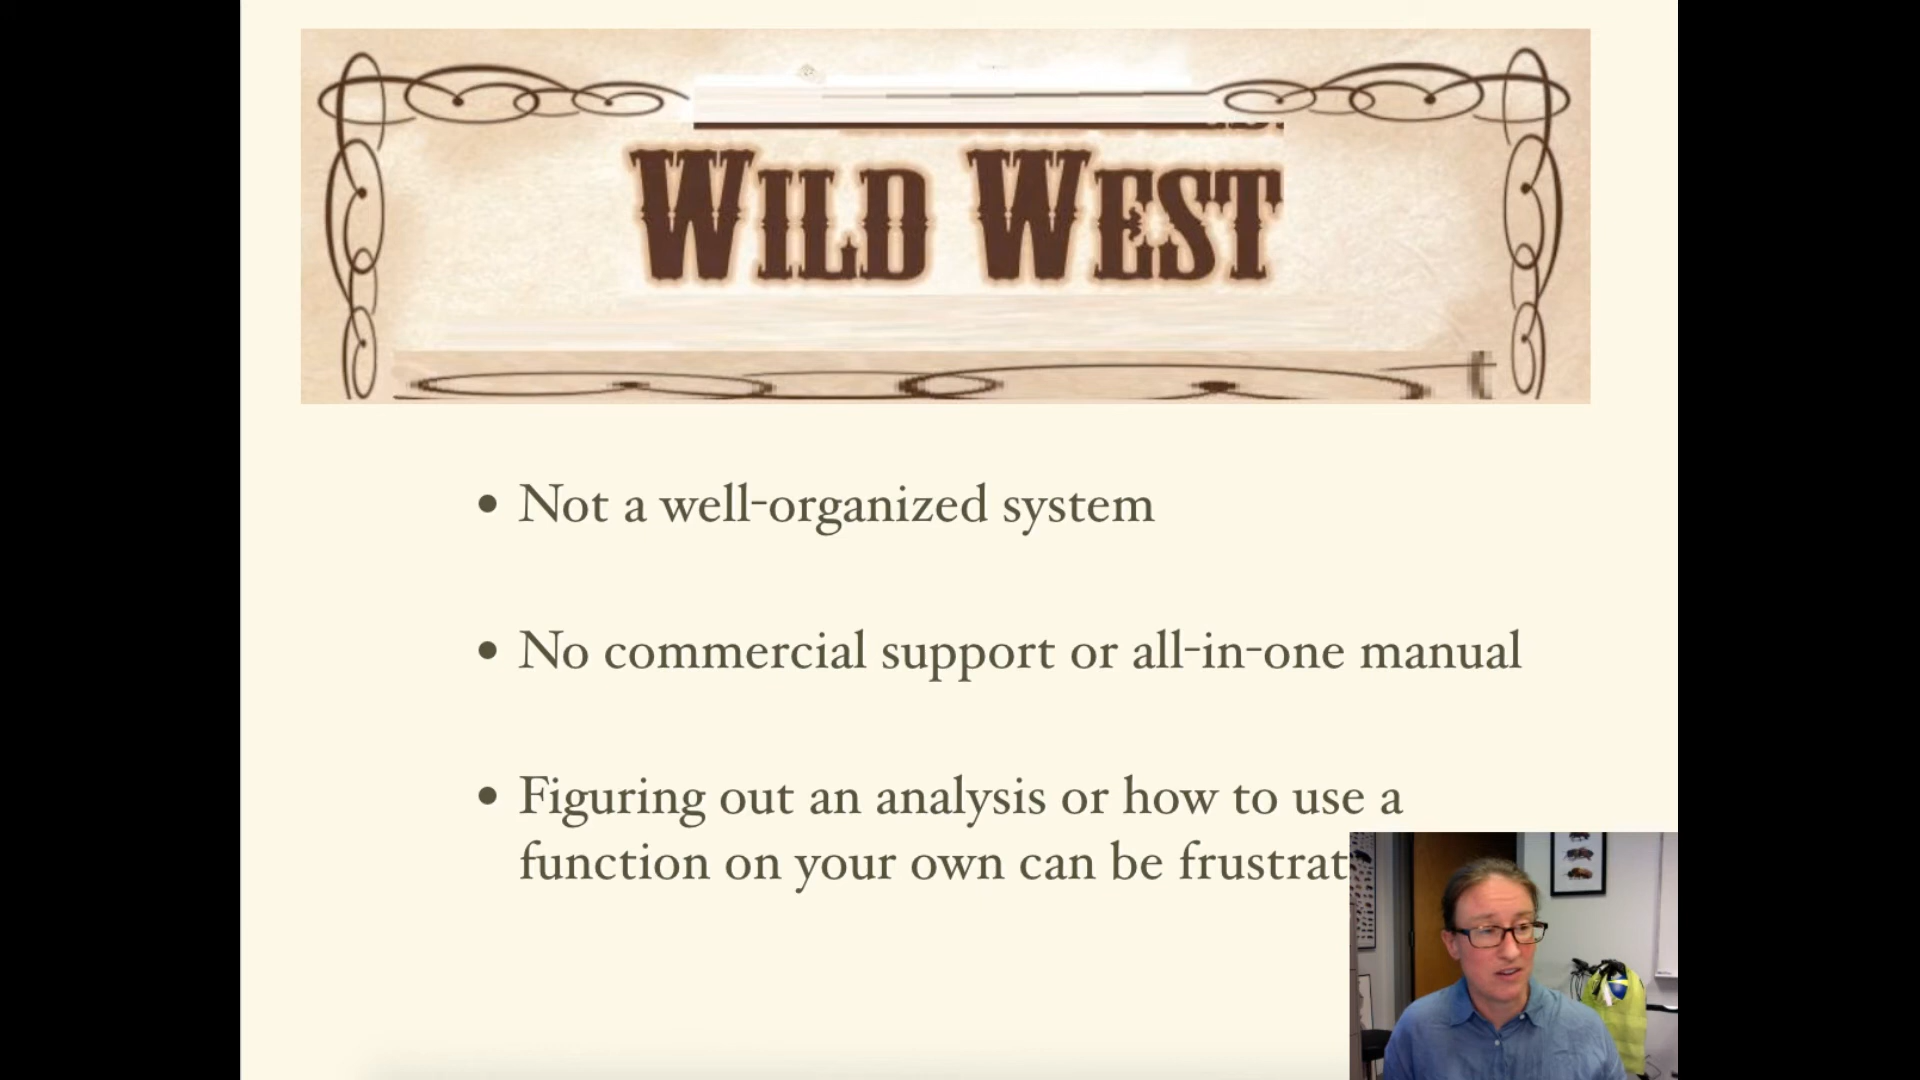 WILD WEST
• Not a well-organized system
• No commercial support or all-in-one manual
• Figuring out an analysis or how to use a
function on your own can be frustrat